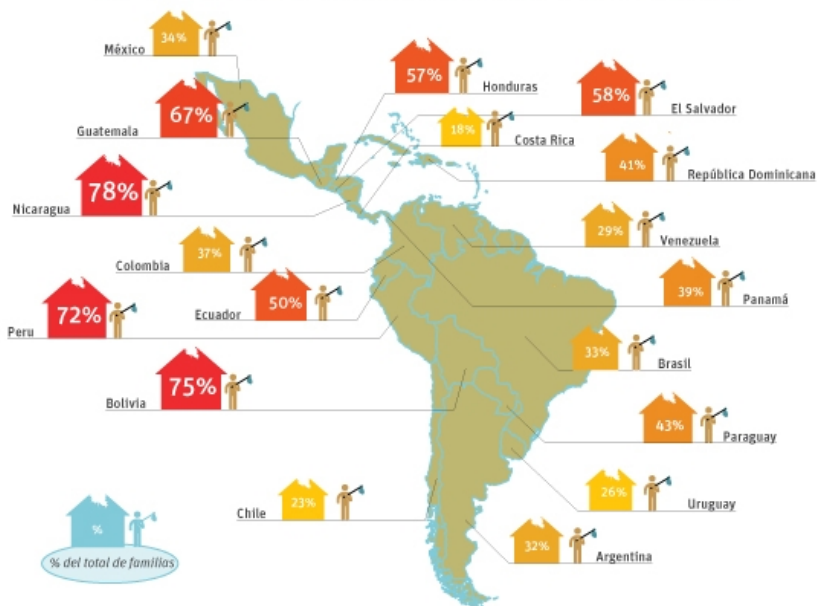 34%
México
57%
Honduras
58%
El Salvador
67%
Guatemala
18%
Costa Rica
41%
República Dominicana
78%
Nicaragua
29%
Venezuela
37%
Colombia
39%
Panamá
50%
Ecuador
72%
Peru
33%
Brasil
75%
Bolivia
43%
Paraguay
23%
Chile
26%
Uruguay
32%
Argentina
%
% del total de familias